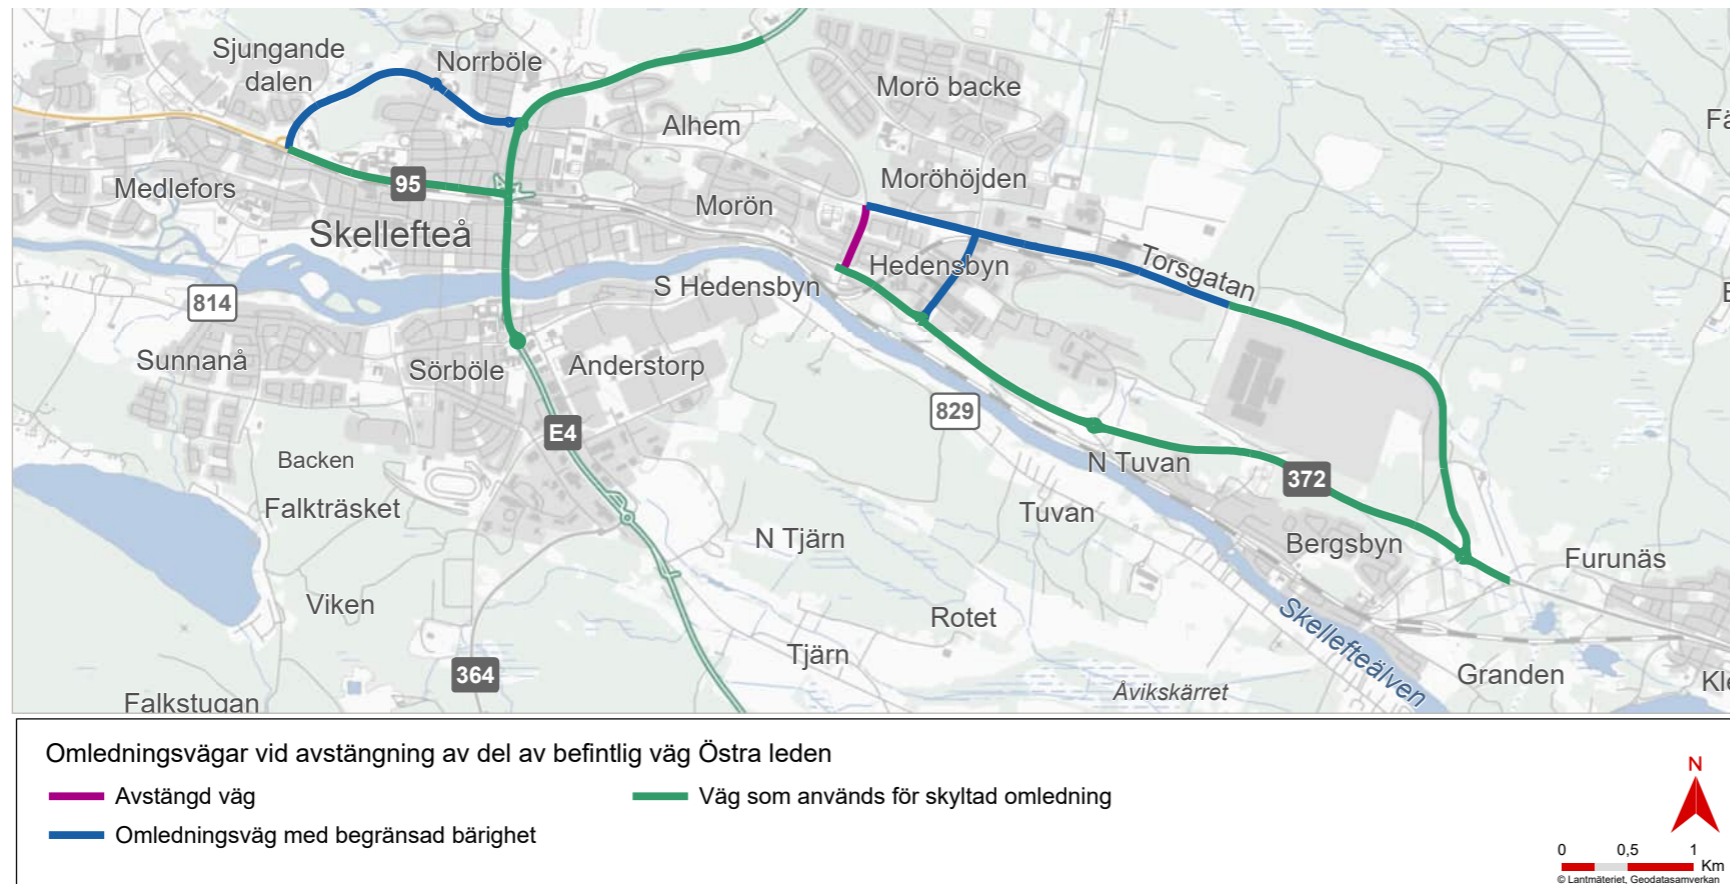 Sjungande
dalen
Norrböle
Morö backe
Alhem
Fä
Medlefors
95
Moröhöjden
Morön
Skellefteå
Torsgatan
Hedensbyn
S Hedensbyn
814
Sunnanå
Sörböle
Anderstorp
829
E4
Backen
N Tuvan
372
Falkträsket
Tuvan
N Tjärn
Bergsbyn
Furunäs
Viken
Rotet
Skellefteälven
Tjärn
364
Granden
Åvikskärret
Kle
Falkstugan
Omledningsvägar vid avstängning av del av befintlig väg Östra leden
Avstängd väg
Väg som används för skyltad omledning
Omledningsväg med begränsad bärighet
N
0 0,5 1
Km
© Lantmäteriet, Geodatasamverkan